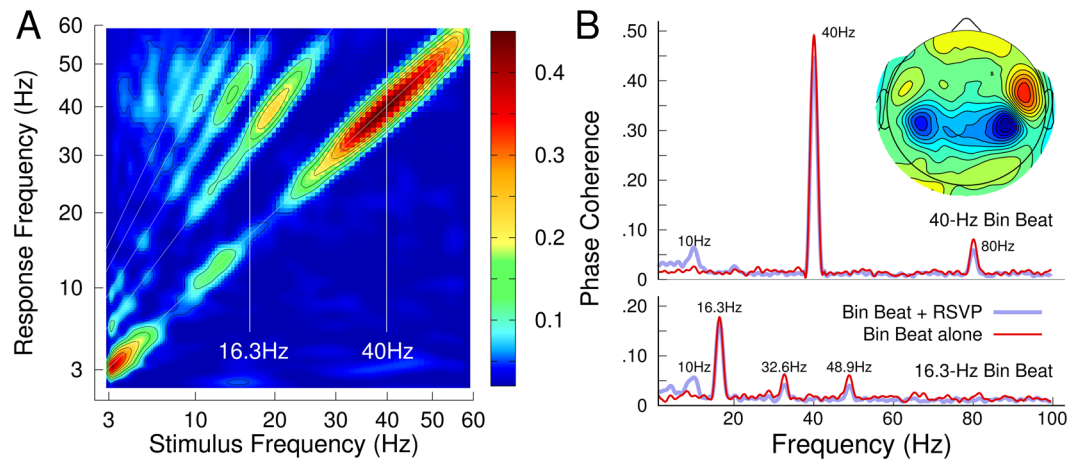 A
60
50
40
30
20
10
3
Response Frequency (Hz)
16.3Hz
40Hz
3
10
20
30
40
50
60
Stimulus Frequency (Hz)
0.4
0.3
0.2
0.1
B
.50
.40
.30
.20
.10
0
Phase Coherence
40Hz
10Hz
80Hz
40-Hz Bin Beat
.20
.10
0
16.3Hz
10Hz
32.6Hz
48.9Hz
Bin Beat + RSVP
Bin Beat alone
16.3-Hz Bin Beat
20
40
60
80
100
Frequency (Hz)